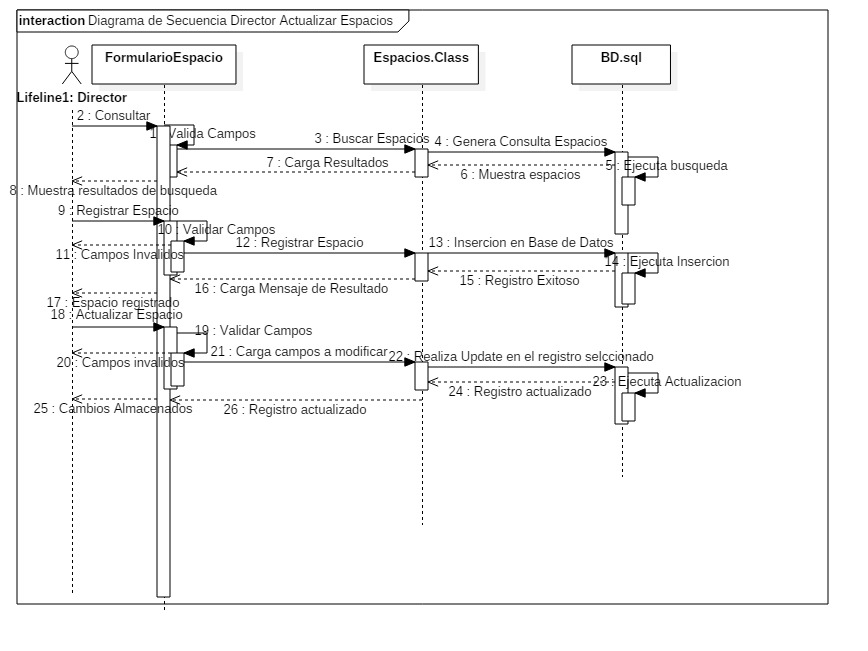 interaction Diagrama de Secuencia Director Actualizar Espacios
FormularioEspacio
Espacios.Class
BD.sql
Lifeline1: Director
2 : Consultar
1 : Valida Campos
3 : Buscar Espacios
4 : Genera Consulta Espacios
7 : Carga Resultados
5 : Ejecuta busqueda
6 : Muestra espacios
8 : Muestra resultados de busqueda
9 : Registrar Espacio
10 : Validar Campos
12 : Registrar Espacio
13 : Insercion en Base de Datos
11 : Campos Invalidos
14 : Ejecuta Insercion
15 : Registro Exitoso
16 : Carga Mensaje de Resultado
17 : Espacio registrado
18 : Actualizar Espacio
19 : Validar Campos
21 : Carga campos a modificar
22 : Realiza Update en el registro selccionado
20 : Campos invalidos
23 : Ejecuta Actualizacion
24 : Registro actualizado
25 : Cambios Almacenados
26 : Registro actualizado